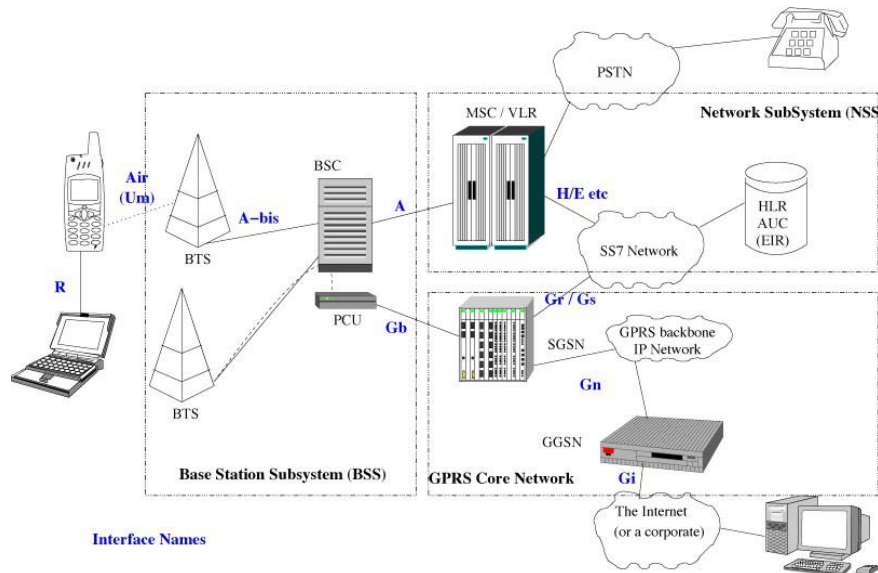 PSTN
MSC / VLR
Network SubSystem (NSS)
BSC
Air
(Um)
A-bis
A
H/E etc
HLR
AUC
(EIR)
BTS
SS7 Network
R
PCU
Gb
Gr / Gs
SGSN
GPRS backbone
IP Network
Gn
BTS
GGSN
Base Station Subsystem (BSS)
GPRS Core Network
Gi
The Internet
(or a corporate)
Interface Names